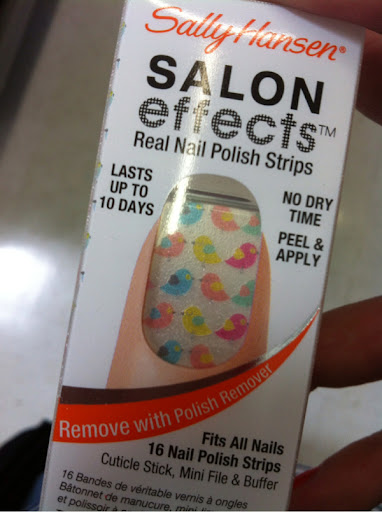 Sally Hansen®
SALON
effects™
Real Nail Polish Strips
LASTS
UP TO
10 DAYS
NO DRY
TIME
PEEL &
APPLY
Remove with Polish Remover
Fits All Nails
16 Nail Polish Strips
Cuticle Stick, Mini File & Buffer
16 Bandes de véritable vernis à ongles
Bâtonnet de manucure, mini-
et polissoir à